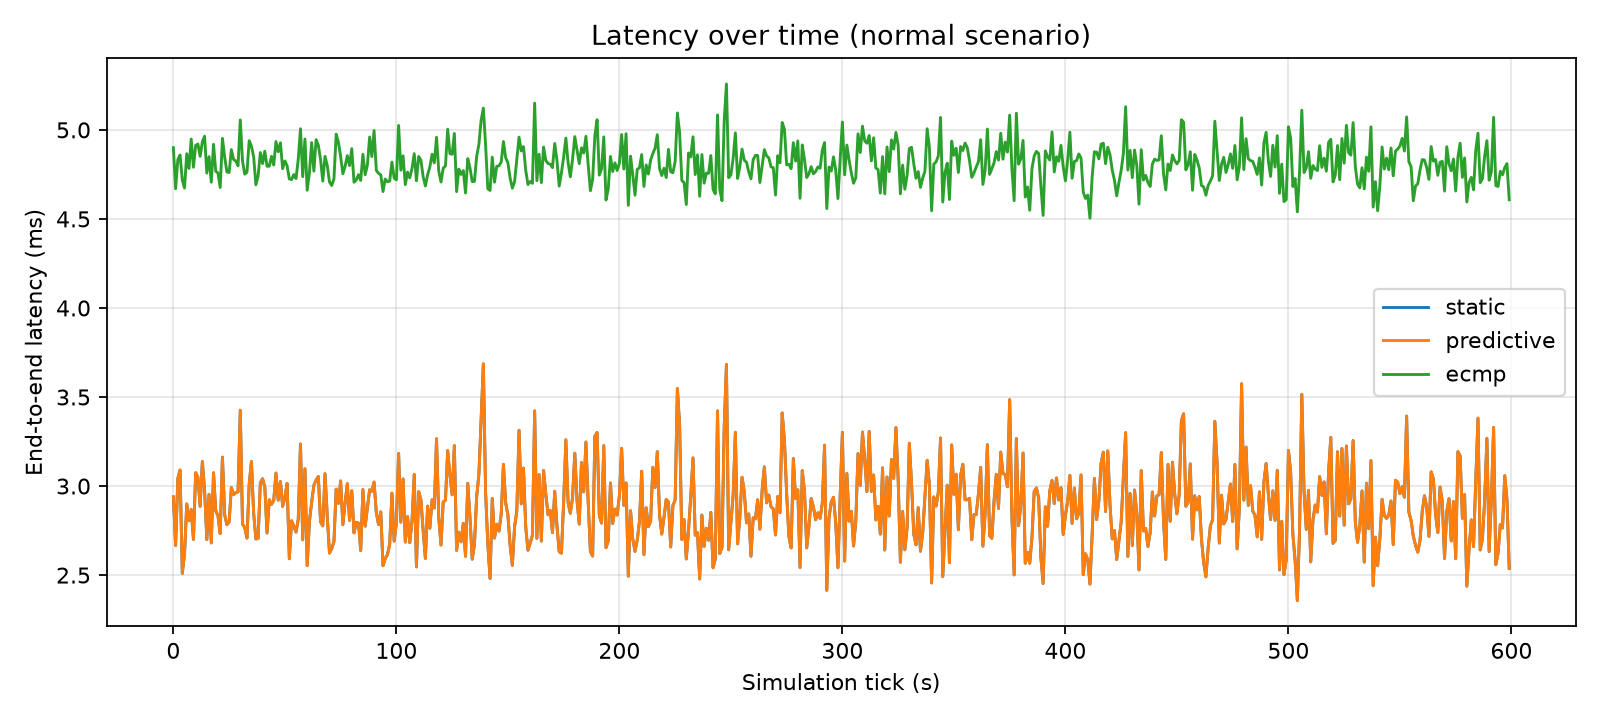 Latency over time (normal scenario)
End-to-end latency (ms)
5.0
4.5
4.0
3.5
3.0
2.5
static
predictive
ecmp
0 100 200 300 400 500 600
Simulation tick (s)